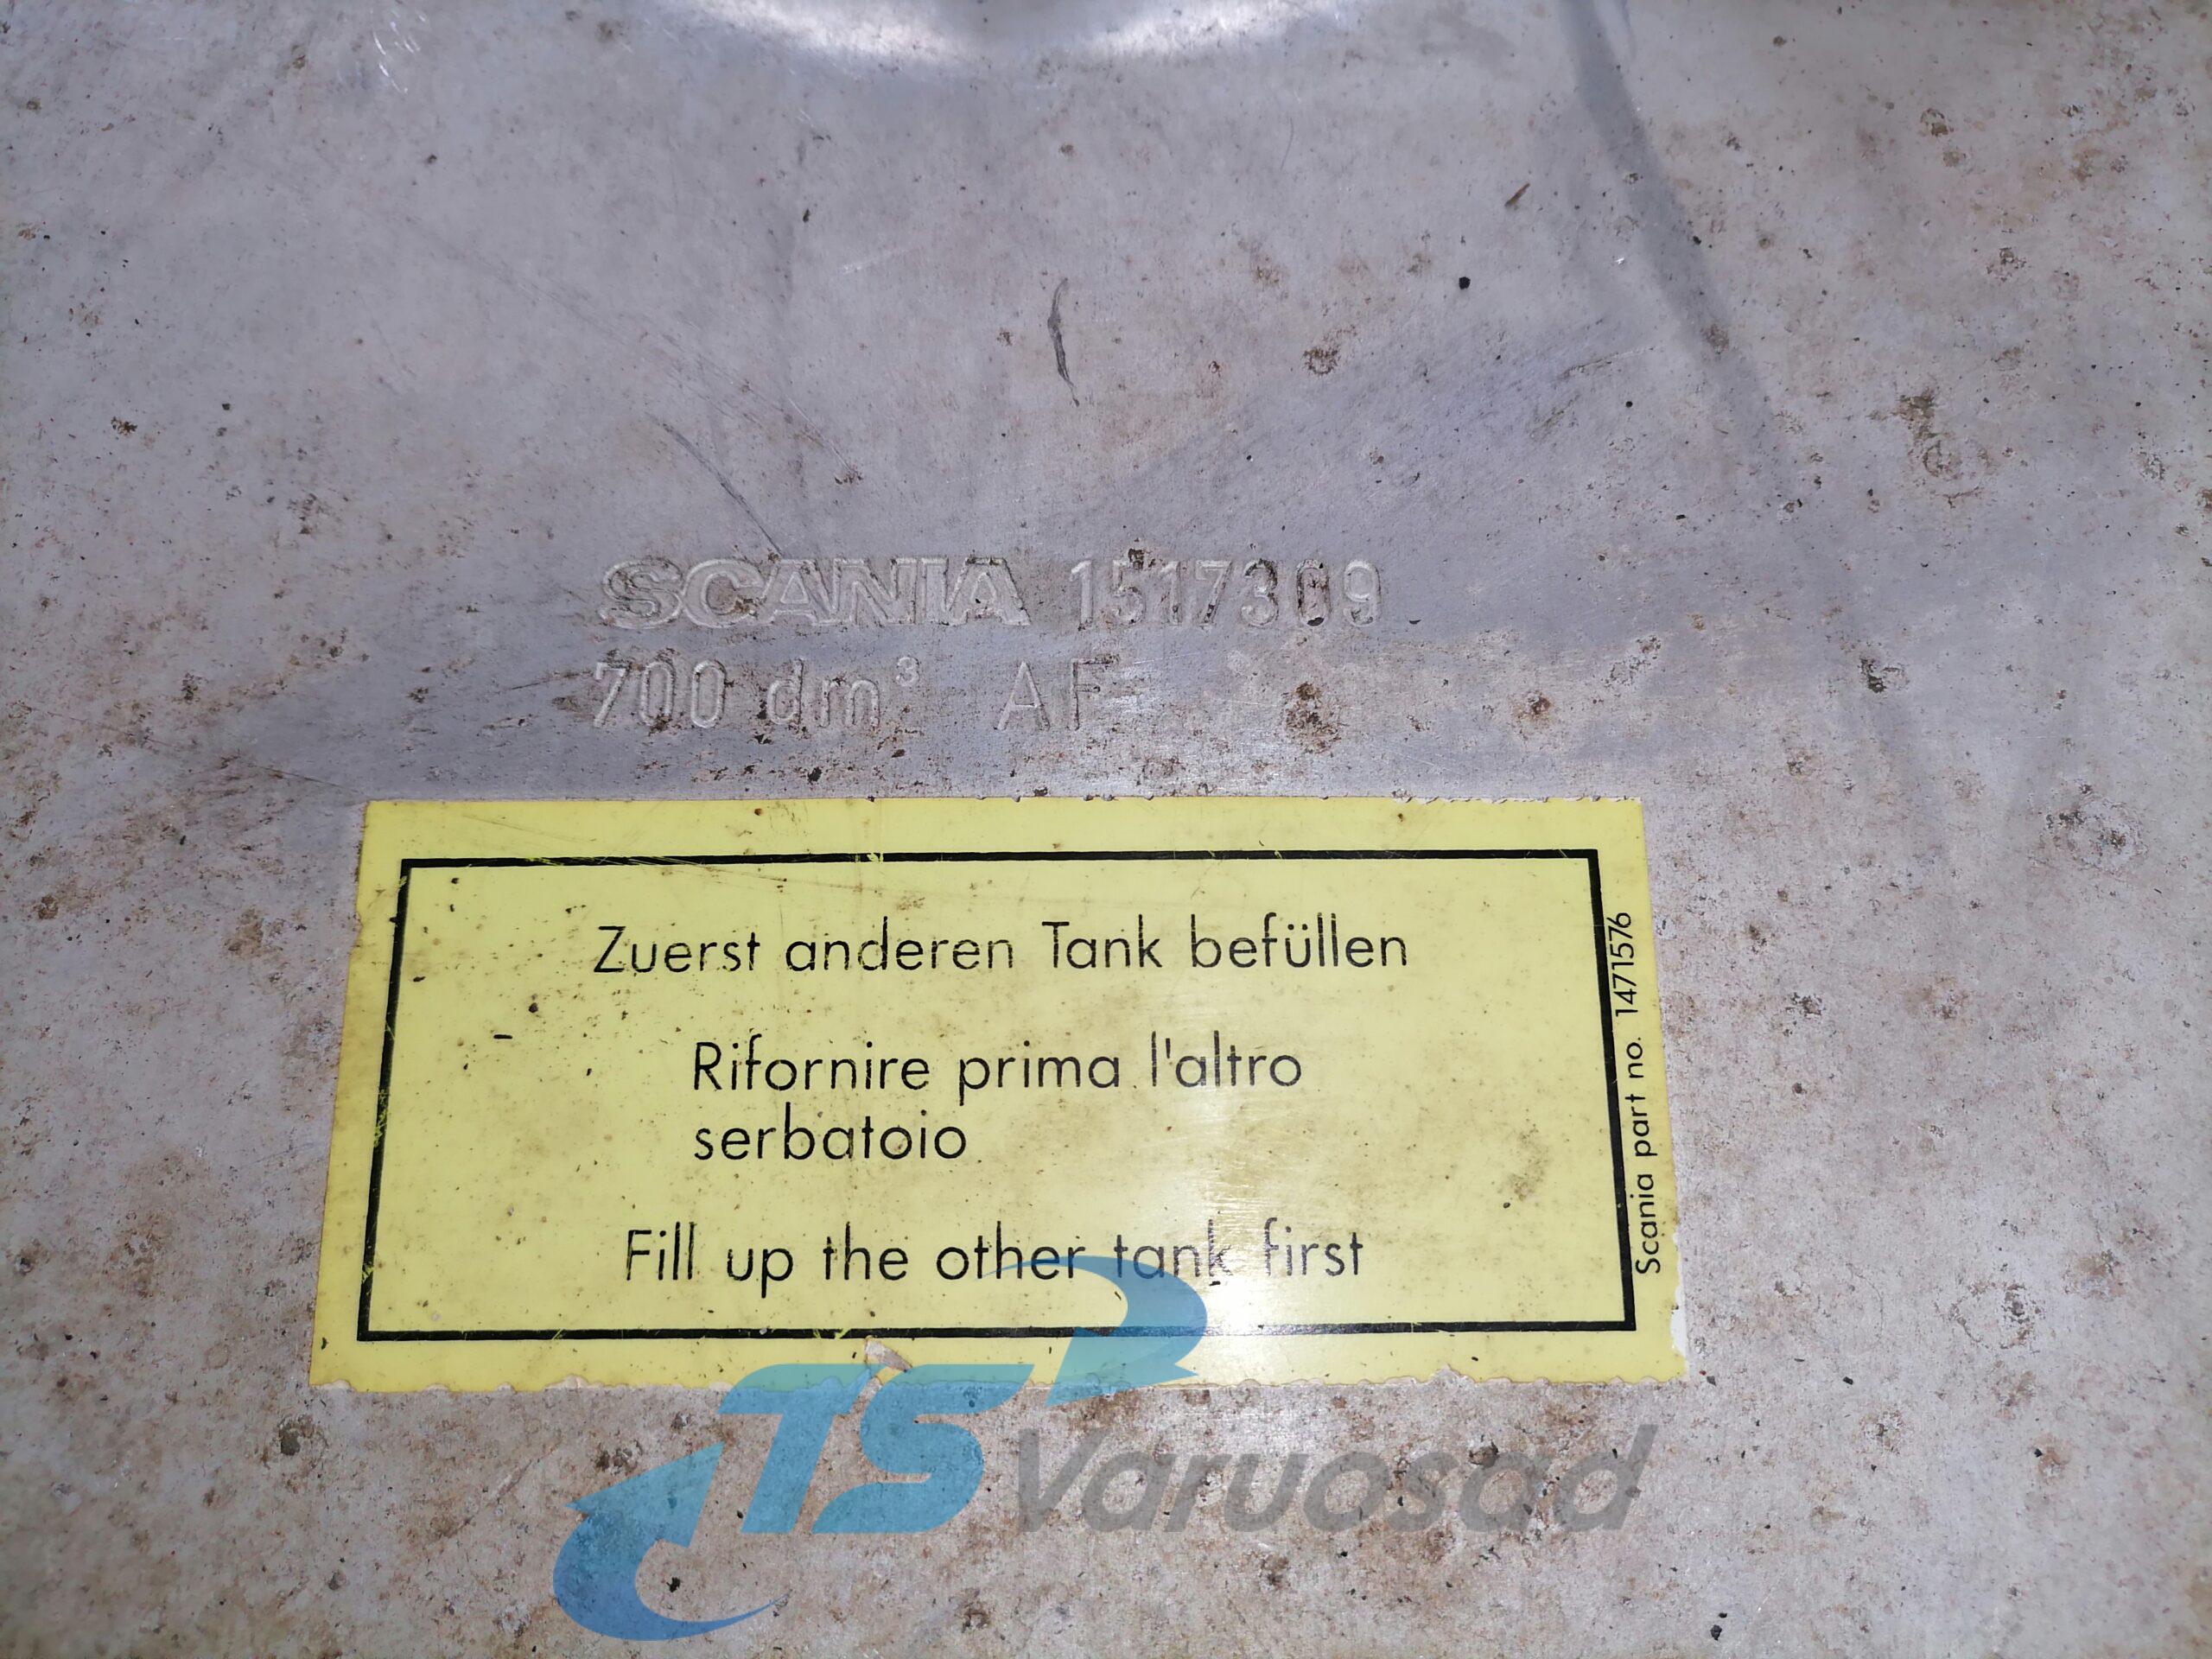 SCANIA 1517309
700 dm³ AF
Zuerst anderen Tank befüllen
Rifornire prima l'altro
serbatoio
Fill up the other tank first
Scania part no. 1471576
TS Varuosad